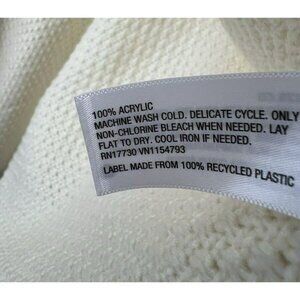 100% ACRYLIC
MACHINE WASH COLD. DELICATE CYCLE. ONLY
NON-CHLORINE BLEACH WHEN NEEDED. LAY
FLAT TO DRY. COOL IRON IF NEEDED.
RN17730 VN1154793
LABEL MADE FROM 100% RECYCLED PLASTIC